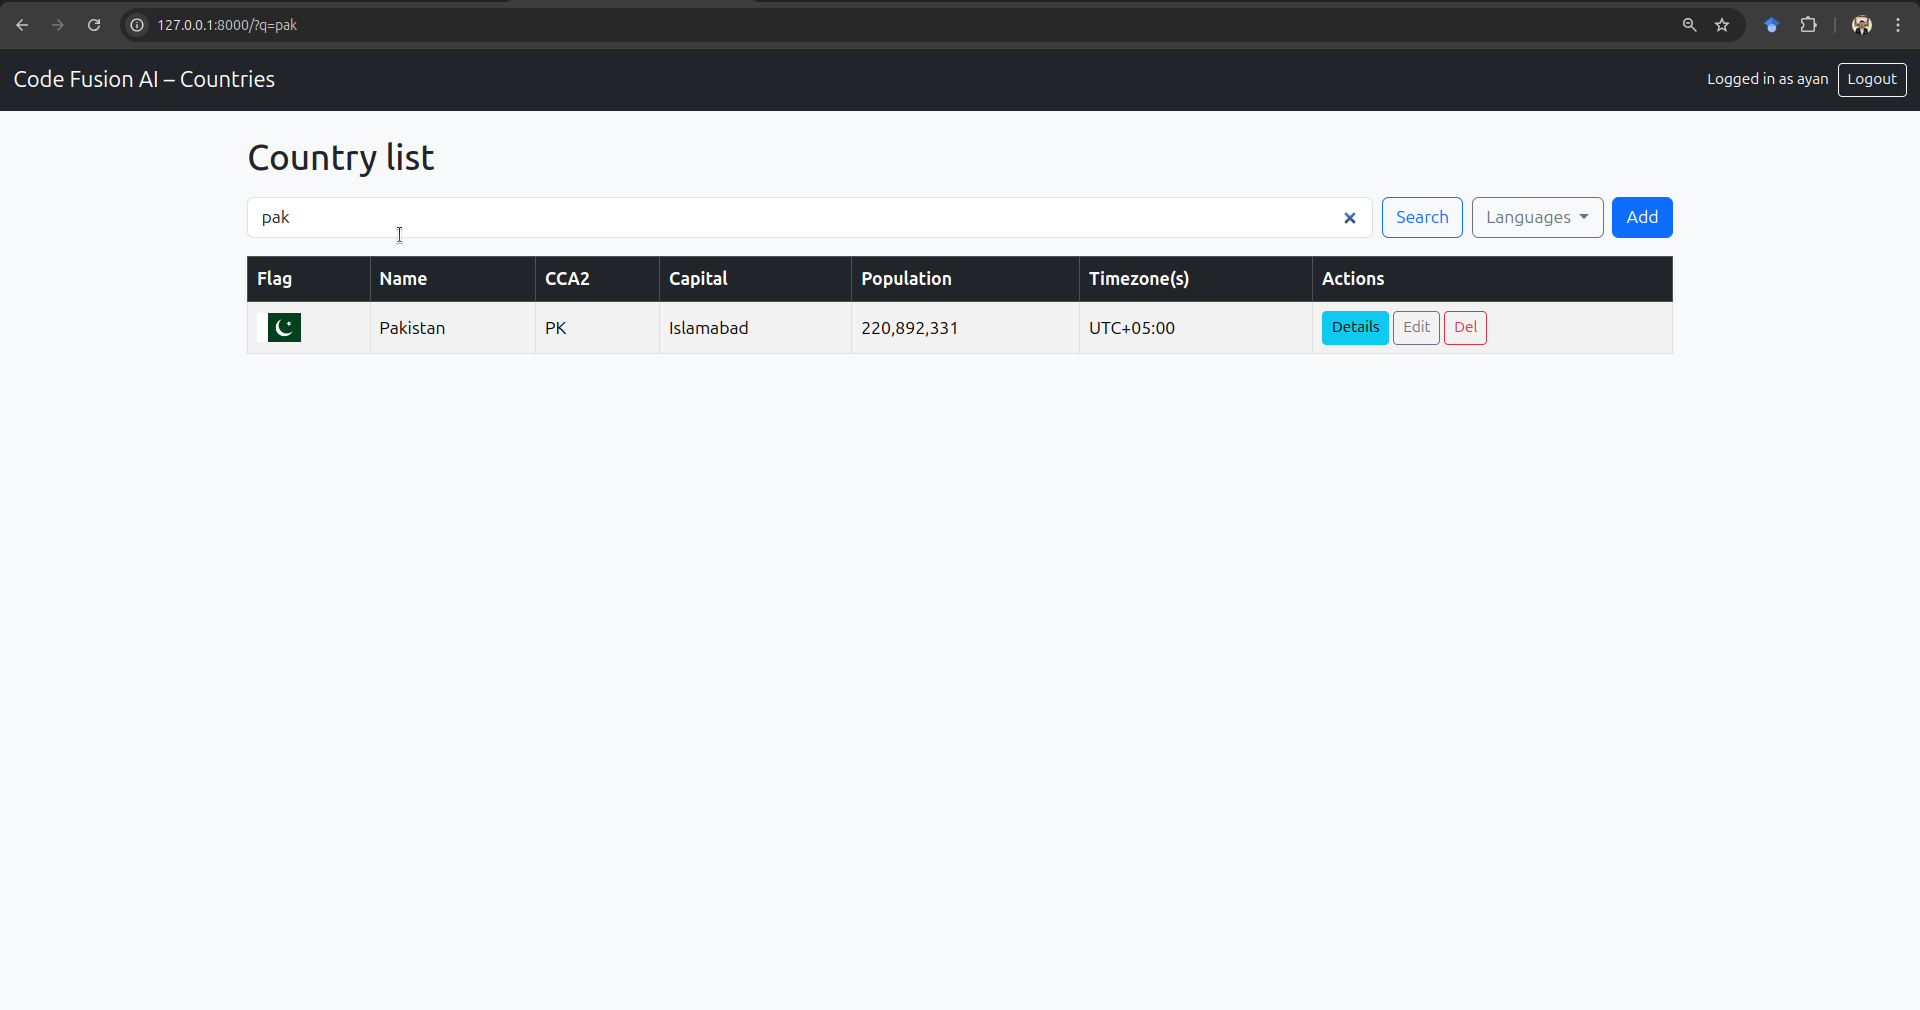 127.0.0.1:8000/?q=pak
Code Fusion AI – Countries
Logged in as ayan Logout
Country list
pak Search Languages Add
Flag Name CCA2 Capital Population Timezone(s) Actions
Pakistan PK Islamabad 220,892,331 UTC+05:00 Details Edit Del